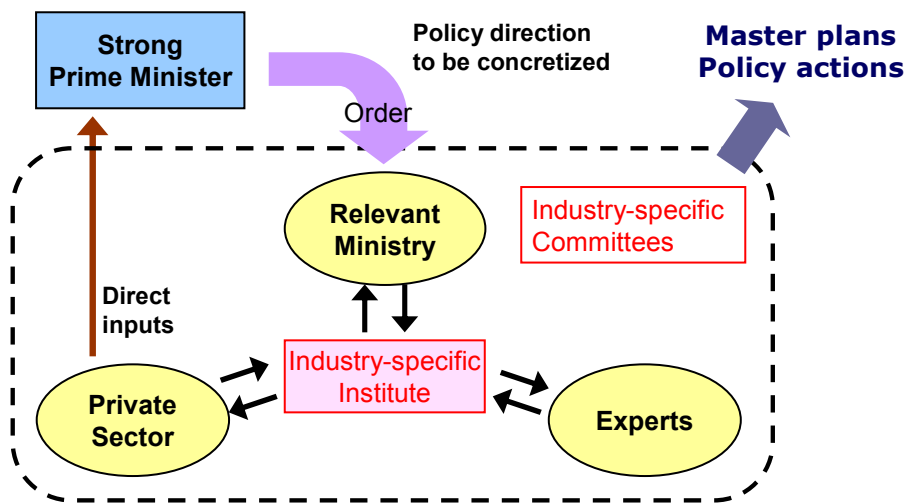 Strong
Prime Minister
Policy direction
to be concretized
Master plans
Policy actions
Order
Relevant
Ministry
Industry-specific
Committees
Direct
inputs
Industry-specific
Institute
Private
Sector
Experts